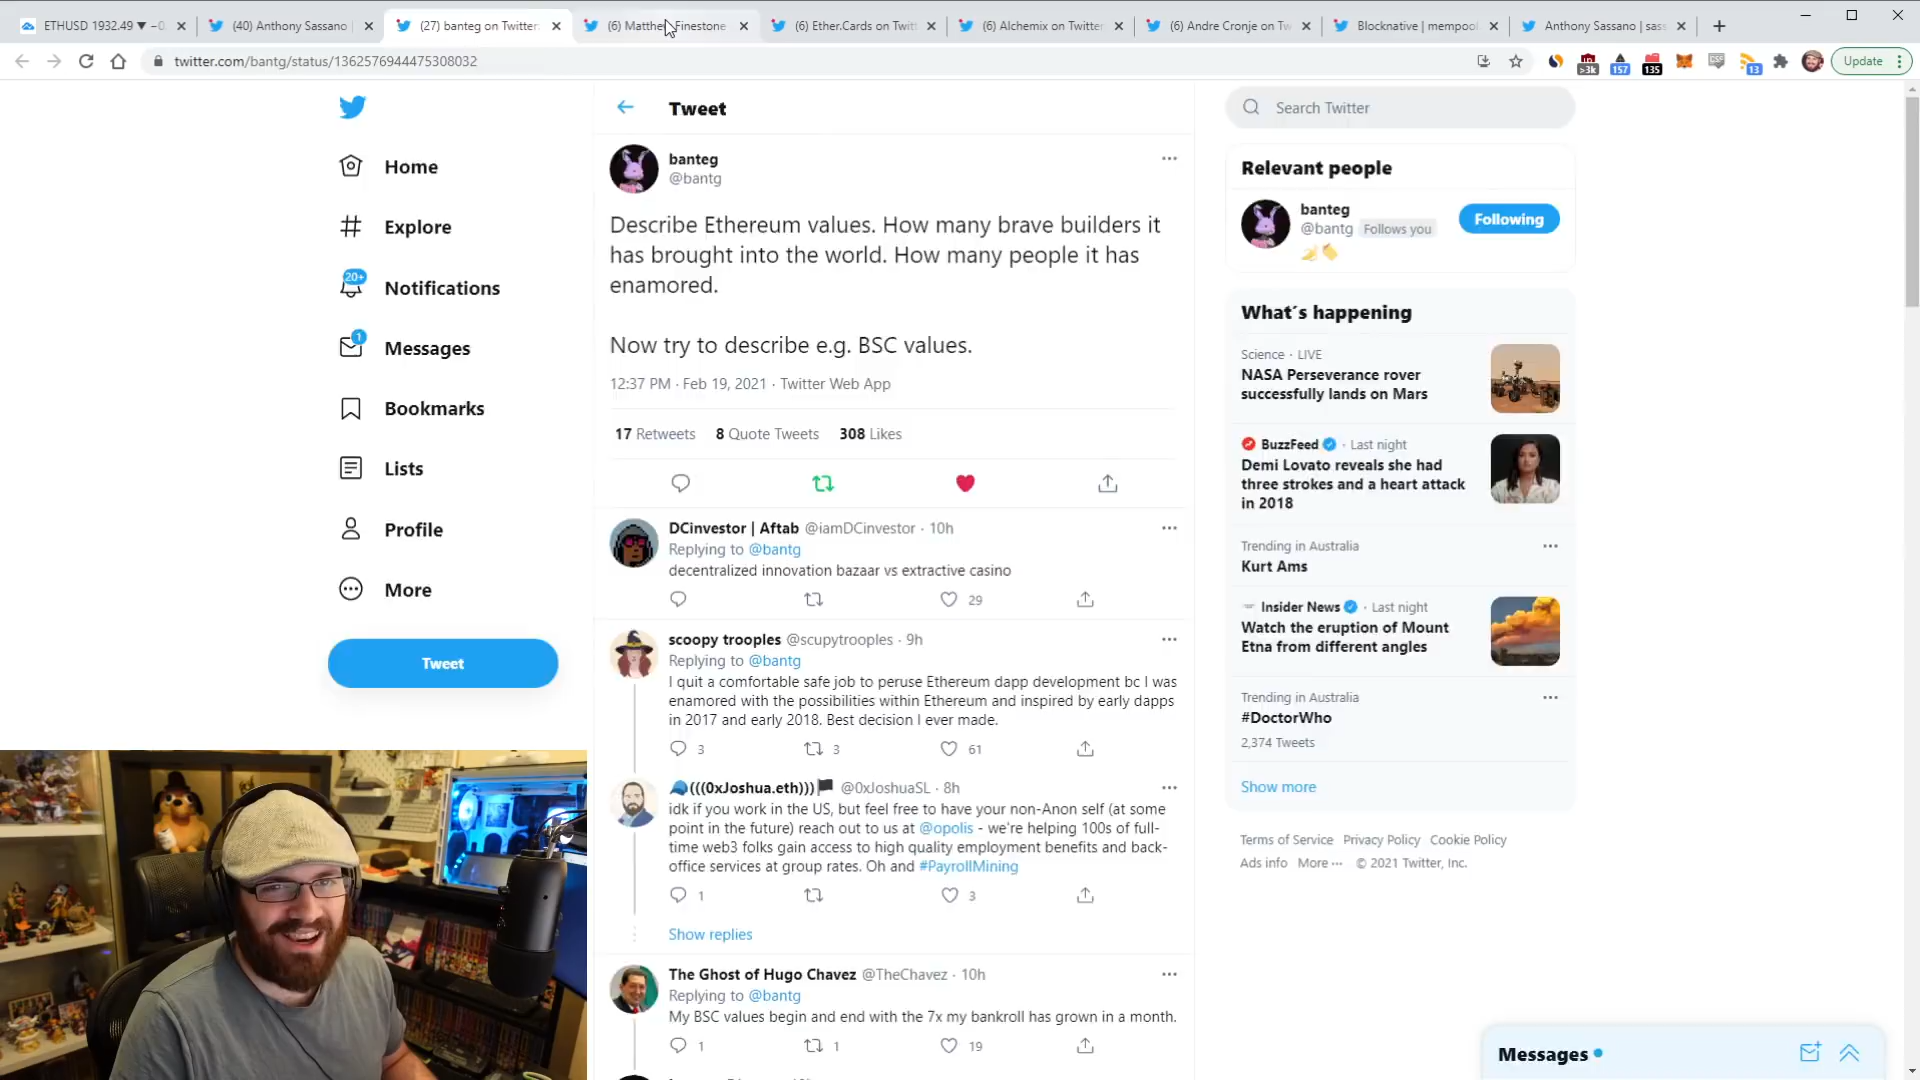 ETHUSD 1932.49 ▼ −0.
(40) Anthony Sassano |
(27) banteg on Twitter:
(6) Matthew Finestone
(6) Ether.Cards on Twitt
(6) Alchemix on Twitter
(6) Andre Cronje on Tw
Blocknative | mempool
Anthony Sassano | sass
twitter.com/bantg/status/1362576944475308032
>3k
157
135
CSF
13
Update
Home
Explore
20+
Notifications
1
Messages
Bookmarks
Lists
Profile
More
Tweet
Tweet
banteg
@bantg
Describe Ethereum values. How many brave builders it
has brought into the world. How many people it has
enamored.
Now try to describe e.g. BSC values.
12:37 PM · Feb 19, 2021 · Twitter Web App
17 Retweets 8 Quote Tweets 308 Likes
DCinvestor | Aftab @iamDCinvestor · 10h
Replying to @bantg
decentralized innovation bazaar vs extractive casino
29
scoopy trooples @scupytrooples · 9h
Replying to @bantg
I quit a comfortable safe job to peruse Ethereum dapp development bc I was
enamored with the possibilities within Ethereum and inspired by early dapps
in 2017 and early 2018. Best decision I ever made.
3 3 61
(((0xJoshua.eth))) @0xJoshuaSL · 8h
idk if you work in the US, but feel free to have your non-Anon self (at some
point in the future) reach out to us at @opolis - we're helping 100s of full-
time web3 folks gain access to high quality employment benefits and back-
office services at group rates. Oh and #PayrollMining
1 3
Show replies
The Ghost of Hugo Chavez @TheChavez · 10h
Replying to @bantg
My BSC values begin and end with the 7x my bankroll has grown in a month.
1 1 19
Search Twitter
Relevant people
banteg
@bantg Follows you
Following
What´s happening
Science · LIVE
NASA Perseverance rover
successfully lands on Mars
BuzzFeed · Last night
Demi Lovato reveals she had
three strokes and a heart attack
in 2018
Trending in Australia
Kurt Ams
Insider News · Last night
Watch the eruption of Mount
Etna from different angles
Trending in Australia
#DoctorWho
2,374 Tweets
Show more
Terms of Service Privacy Policy Cookie Policy
Ads info More ··· © 2021 Twitter, Inc.
Messages